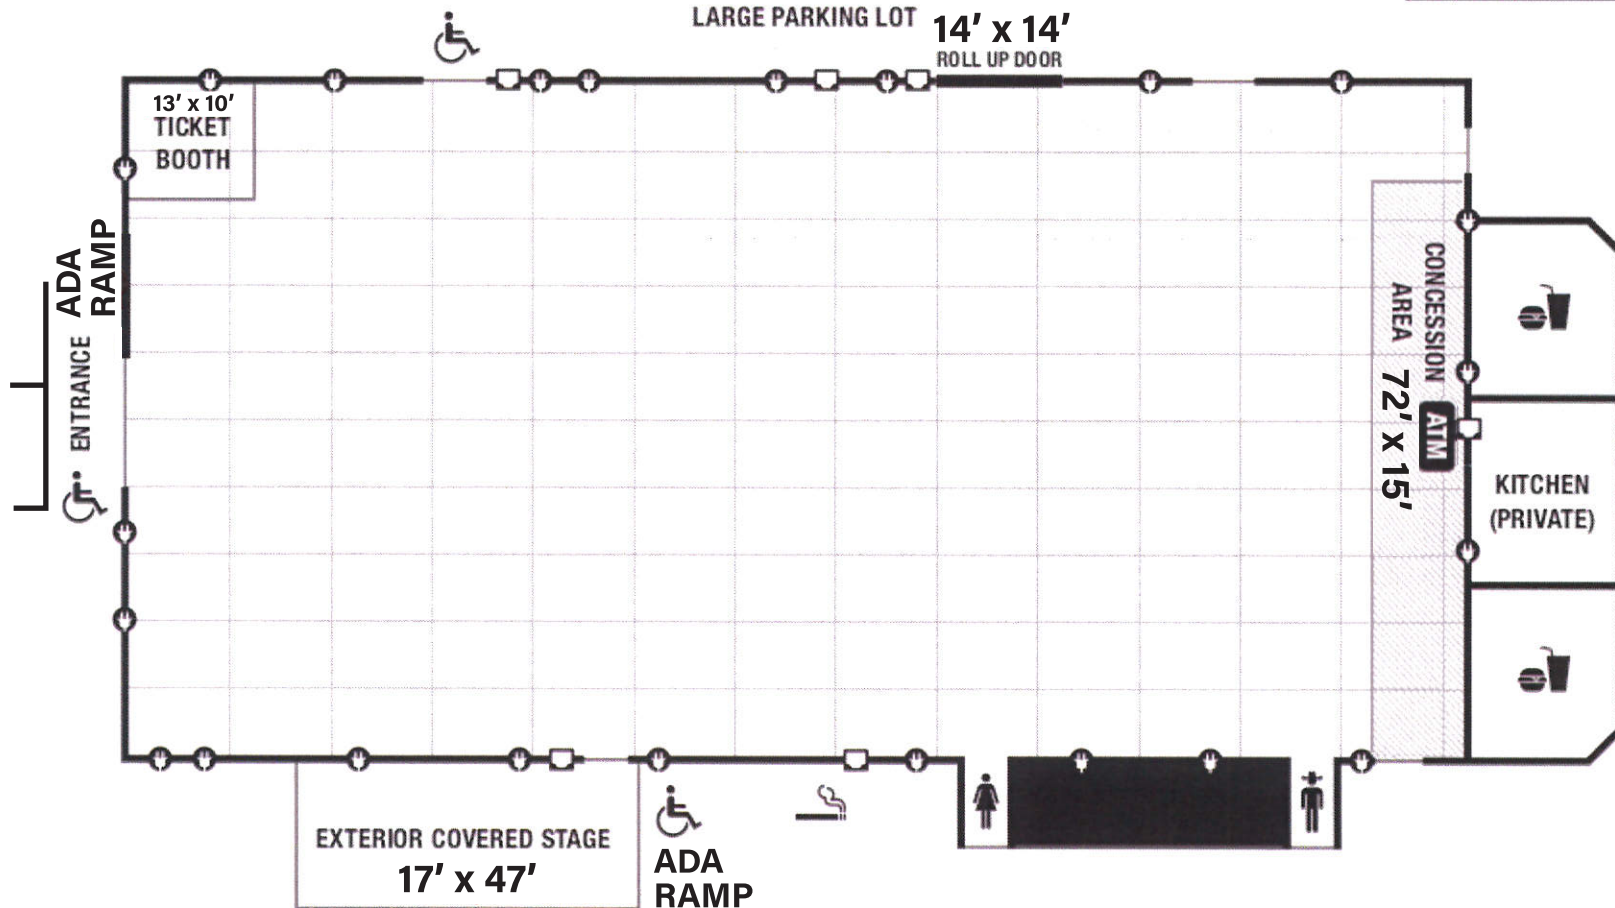 LARGE PARKING LOT
14' x 14'
ROLL UP DOOR
13' x 10'
TICKET
BOOTH
ADA
RAMP
ENTRANCE
CONCESSION
AREA
72' x 15'
ATM
KITCHEN
(PRIVATE)
EXTERIOR COVERED STAGE
17' x 47'
ADA
RAMP